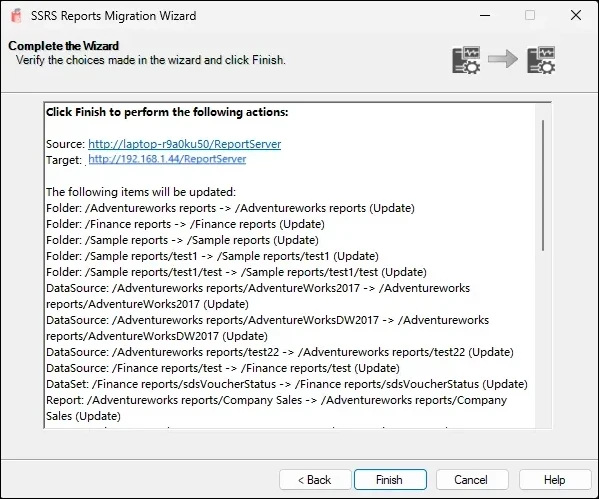 SSRS Reports Migration Wizard
Complete the Wizard
Verify the choices made in the wizard and click Finish.
Click Finish to perform the following actions:
Source: http://laptop-r9a0ku50/ReportServer
Target: http://192.168.1.44/ReportServer
The following items will be updated:
Folder: /Adventureworks reports -> /Adventureworks reports (Update)
Folder: /Finance reports -> /Finance reports (Update)
Folder: /Sample reports -> /Sample reports (Update)
Folder: /Sample reports/test1 -> /Sample reports/test1 (Update)
Folder: /Sample reports/test1/test -> /Sample reports/test1/test (Update)
DataSource: /Adventureworks reports/AdventureWorks2017 -> /Adventureworks
reports/AdventureWorks2017 (Update)
DataSource: /Adventureworks reports/AdventureWorksDW2017 -> /Adventureworks
reports/AdventureWorksDW2017 (Update)
DataSource: /Adventureworks reports/test22 -> /Adventureworks reports/test22 (Update)
DataSource: /Finance reports/test -> /Finance reports/test (Update)
DataSet: /Finance reports/sdsVoucherStatus -> /Finance reports/sdsVoucherStatus (Update)
Report: /Adventureworks reports/Company Sales -> /Adventureworks reports/Company
Sales (Update)
< Back Finish Cancel Help